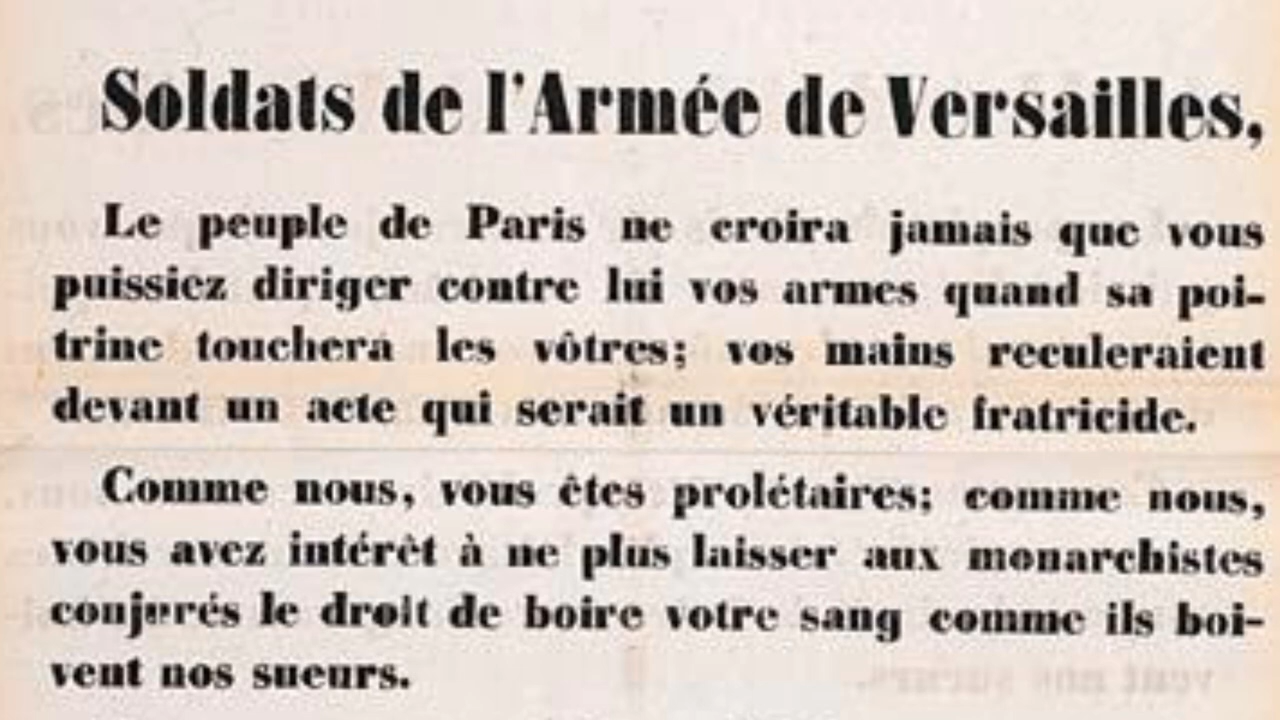 Soldats de l'Armée de Versailles,
Le peuple de Paris ne croira jamais que vous
puissiez diriger contre lui vos armes quand sa poi-
trine touchera les vôtres; vos mains reculeraient
devant un acte qui serait un véritable fratricide.
Comme nous, vous êtes prolétaires; comme nous,
vous avez intérêt à ne plus laisser aux monarchistes
conjurés le droit de boire votre sang comme ils boi-
vent nos sueurs.